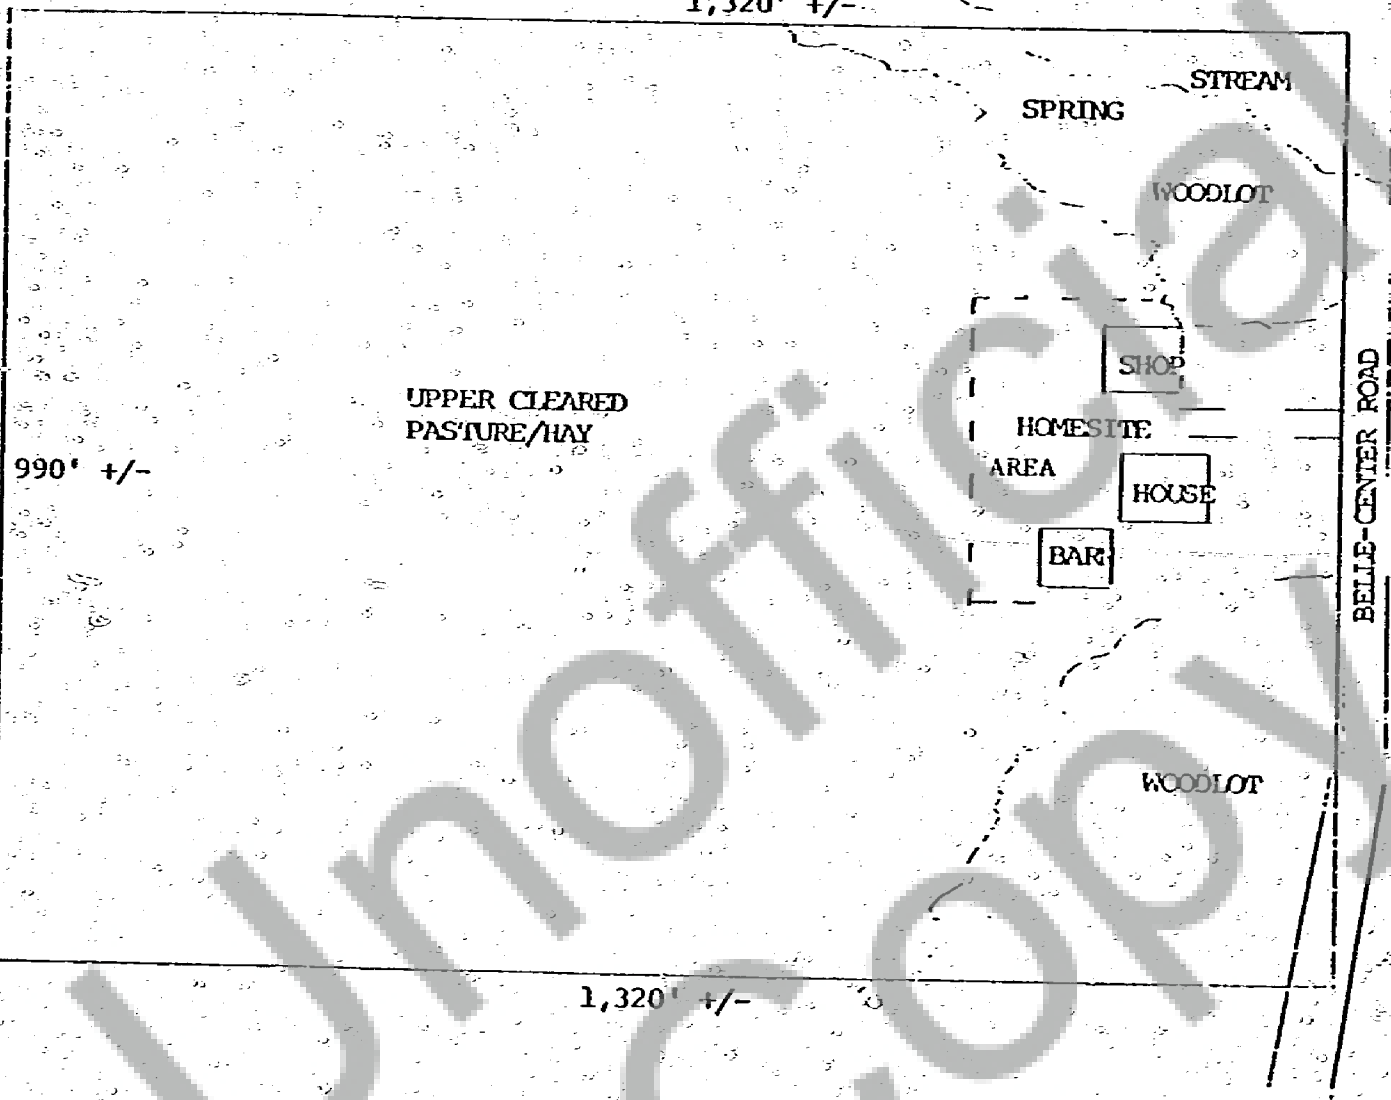 1,320' +/-
STREAM
SPRING
WOODLOT
SHOP
UPPER CLEARED
PASTURE/HAY
HOMESITE
AREA
990' +/-
HOUSE
BARN
BELLE-CENTER ROAD
WOODLOT
1,320' +/-
Unofficial
Copy